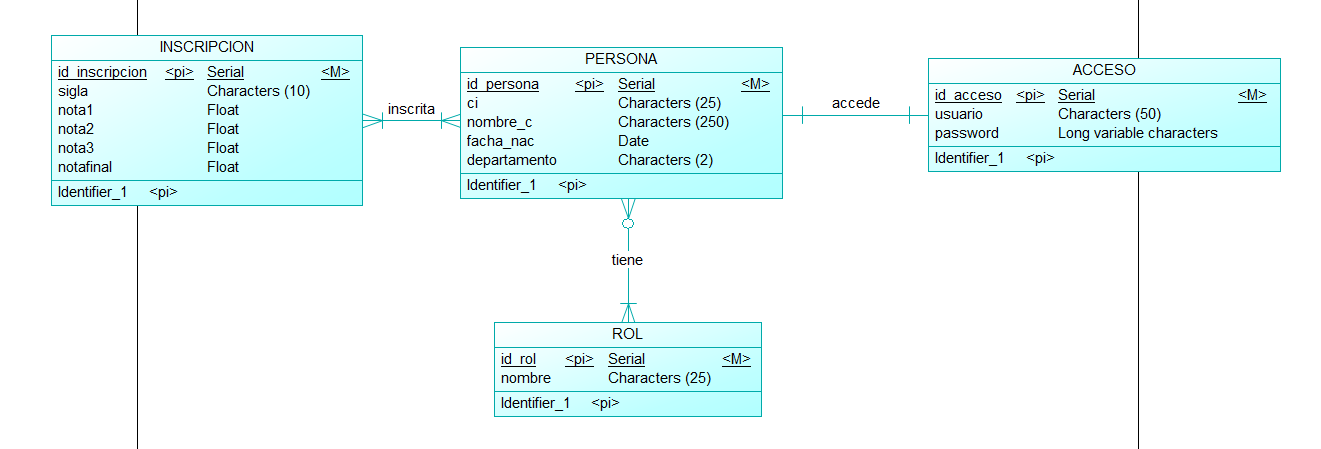 INSCRIPCION
id_inscripcion <pi> Serial <M>
sigla Characters (10)
nota1 Float
nota2 Float
nota3 Float
notafinal Float
Identifier_1 <pi>
inscrita
PERSONA
id_persona <pi> Serial <M>
ci Characters (25)
nombre_c Characters (250)
facha_nac Date
departamento Characters (2)
Identifier_1 <pi>
accede
ACCESO
id_acceso <pi> Serial <M>
usuario Characters (50)
password Long variable characters
Identifier_1 <pi>
tiene
ROL
id_rol <pi> Serial <M>
nombre Characters (25)
Identifier_1 <pi>